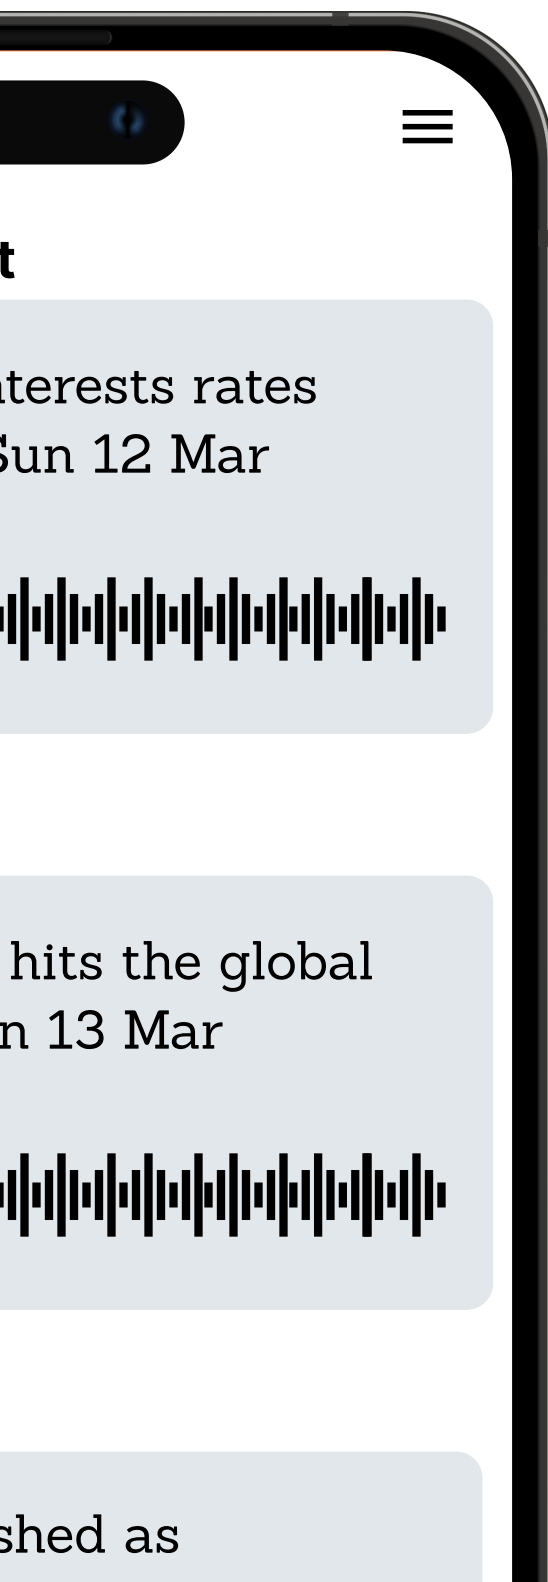 t
nterests rates
Sun 12 Mar
hits the global
n 13 Mar
shed as